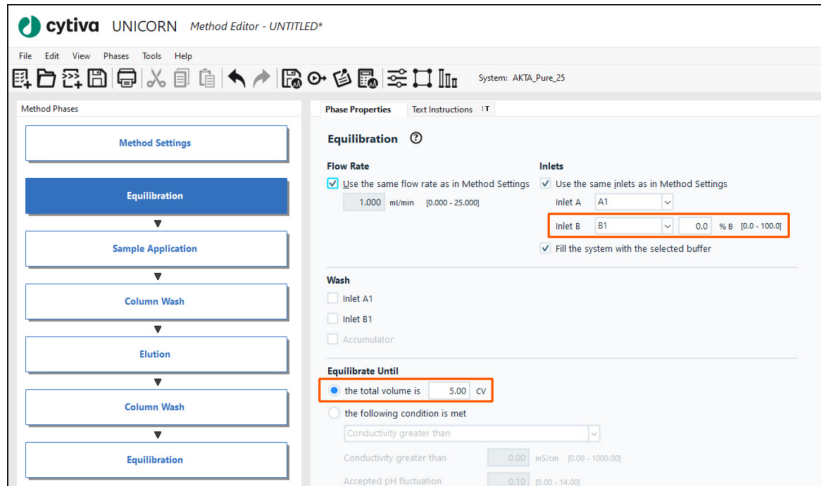 cytiva UNICORN Method Editor - UNTITLED*
File Edit View Phases Tools Help
System: AKTA_Pure_25
Method Phases
Method Settings
Equilibration
Sample Application
Column Wash
Elution
Column Wash
Equilibration
Phase Properties Text Instructions
Equilibration
Flow Rate
Use the same flow rate as in Method Settings
1.000 ml/min [0.000 - 25.000]
Inlets
Use the same inlets as in Method Settings
Inlet A A1
Inlet B B1 0.0 % B [0.0 - 100.0]
Fill the system with the selected buffer
Wash
Inlet A1
Inlet B1
Accumulator
Equilibrate Until
the total volume is 5.00 CV
the following condition is met
Conductivity greater than
Conductivity greater than 0.00 mS/cm [0.00 - 1000.00]
Accepted pH fluctuation 0.10 [0.00 - 14.00]